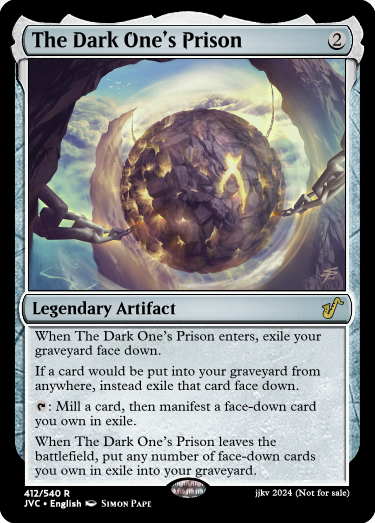 The Dark One's Prison 2
Legendary Artifact
When The Dark One's Prison enters, exile your
graveyard face down.
If a card would be put into your graveyard from
anywhere, instead exile that card face down.
: Mill a card, then manifest a face-down card
you own in exile.
When The Dark One's Prison leaves the
battlefield, put any number of face-down cards
you own in exile into your graveyard.
412/540 R
JVC • English Simon Pape
jjkv 2024 (Not for sale)